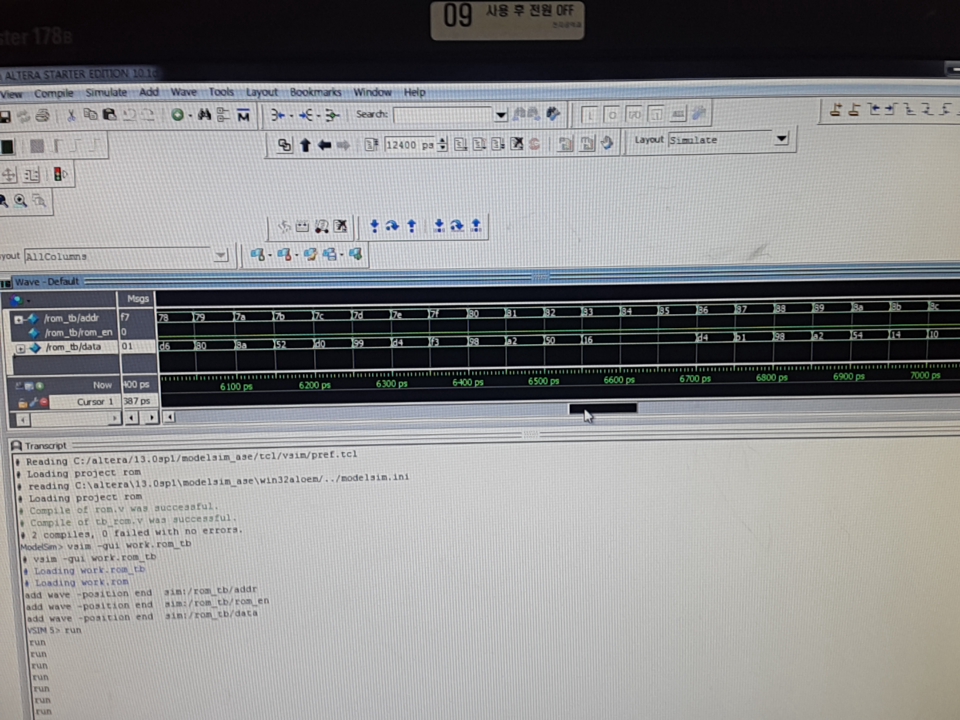 ster 178B
09 사용 후 전원 OFF
ALTERA STARTER EDITION 10.1d
View Compile Simulate Add Wave Tools Layout Bookmarks Window Help
Search:
12400 ps
Layout Simulate
yout AllColumns
Wave - Default
Msgs
/rom_tb/addr f7 78 79 7a 7b 7c 7d 7e 7f 80 81 82 83 84 85 86 87 88 89 8a 8b 8c
/rom_tb/rom_en 0
/rom_tb/data 01 d6 80 8a 52 d0 99 d4 f3 98 a2 50 16 d4 b1 98 a2 54 14 10
Now 400 ps 6100 ps 6200 ps 6300 ps 6400 ps 6500 ps 6600 ps 6700 ps 6800 ps 6900 ps 7000 ps
Cursor 1 387 ps
Transcript
# Reading C:/altera/13.0sp1/modelsim_ase/tcl/vsim/pref.tcl
# Loading project rom
# reading C:\altera\13.0sp1\modelsim_ase\win32aloem/../modelsim.ini
# Loading project rom
# Compile of rom.v was successful.
# Compile of tb_rom.v was successful.
# 2 compiles, 0 failed with no errors.
ModelSim> vsim -gui work.rom_tb
# vsim -gui work.rom_tb
# Loading work.rom_tb
# Loading work.rom
add wave -position end sim:/rom_tb/addr
add wave -position end sim:/rom_tb/rom_en
add wave -position end sim:/rom_tb/data
VSIM 5> run
run
run
run
run
run
run
run